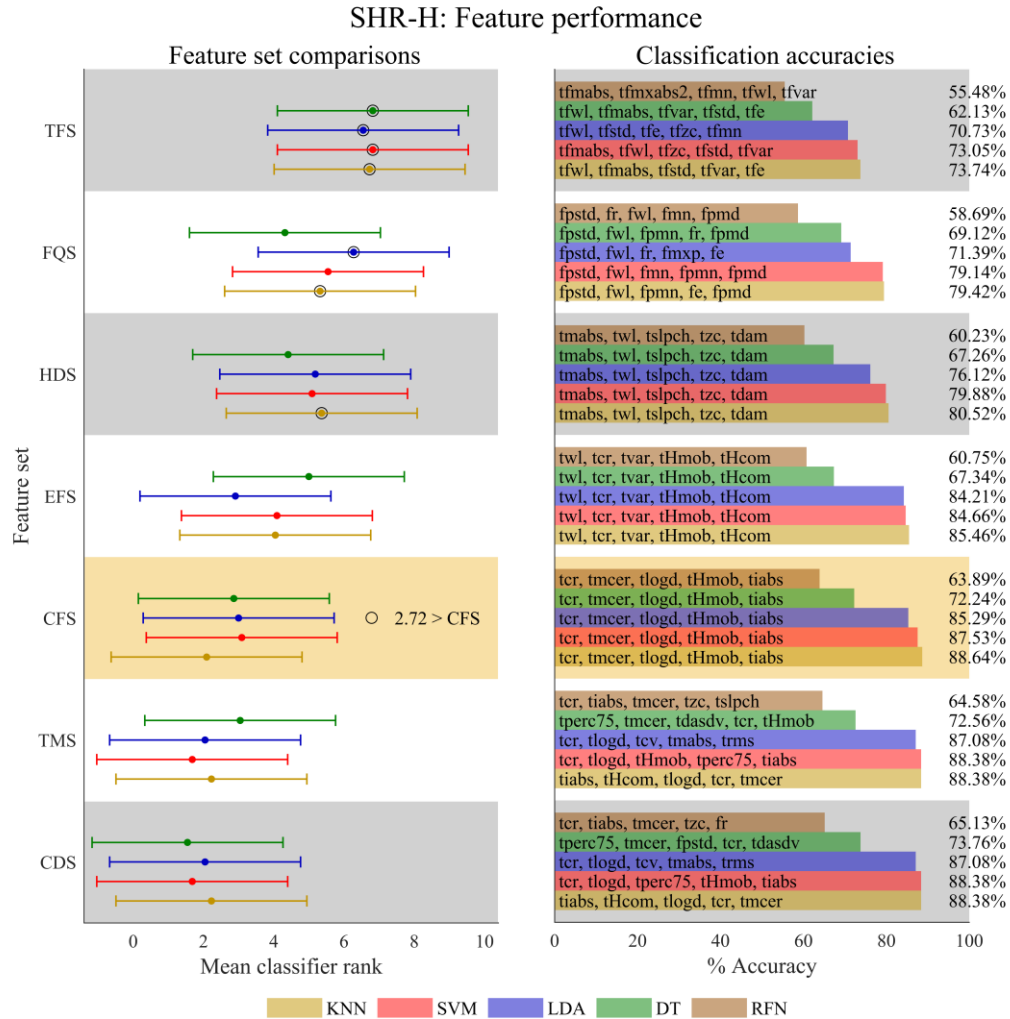 SHR-H: Feature performance
Feature set comparisons
Classification accuracies
Feature set
TFS
tfmabs, tfmxabs2, tfmn, tfwl, tfvar 55.48%
tfwl, tfmabs, tfvar, tfstd, tfe 62.13%
tfwl, tfstd, tfe, tfzc, tfmn 70.73%
tfmabs, tfwl, tfzc, tfstd, tfvar 73.05%
tfwl, tfmabs, tfstd, tfvar, tfe 73.74%
FQS
fpstd, fr, fwl, fmn, fpmd 58.69%
fpstd, fwl, fpmn, fr, fpmd 69.12%
fpstd, fwl, fr, fmxp, fe 71.39%
fpstd, fwl, fmn, fpmn, fpmd 79.14%
fpstd, fwl, fpmn, fe, fpmd 79.42%
HDS
tmabs, twl, tslpch, tzc, tdam 60.23%
tmabs, twl, tslpch, tzc, tdam 67.26%
tmabs, twl, tslpch, tzc, tdam 76.12%
tmabs, twl, tslpch, tzc, tdam 79.88%
tmabs, twl, tslpch, tzc, tdam 80.52%
EFS
twl, tcr, tvar, tHmob, tHcom 60.75%
twl, tcr, tvar, tHmob, tHcom 67.34%
twl, tcr, tvar, tHmob, tHcom 84.21%
twl, tcr, tvar, tHmob, tHcom 84.66%
twl, tcr, tvar, tHmob, tHcom 85.46%
CFS
2.72 > CFS
tcr, tmcer, tlogd, tHmob, tiabs 63.89%
tcr, tmcer, tlogd, tHmob, tiabs 72.24%
tcr, tmcer, tlogd, tHmob, tiabs 85.29%
tcr, tmcer, tlogd, tHmob, tiabs 87.53%
tcr, tmcer, tlogd, tHmob, tiabs 88.64%
TMS
tcr, tiabs, tmcer, tzc, tslpch 64.58%
tperc75, tmcer, tdasdv, tcr, tHmob 72.56%
tcr, tlogd, tcv, tmabs, trms 87.08%
tcr, tlogd, tHmob, tperc75, tiabs 88.38%
tiabs, tHcom, tlogd, tcr, tmcer 88.38%
CDS
tcr, tiabs, tmcer, tzc, fr 65.13%
tperc75, tmcer, fpstd, tcr, tdasdv 73.76%
tcr, tlogd, tcv, tmabs, trms 87.08%
tcr, tlogd, tperc75, tHmob, tiabs 88.38%
tiabs, tHcom, tlogd, tcr, tmcer 88.38%
0 2 4 6 8 10
0 20 40 60 80 100
Mean classifier rank
% Accuracy
KNN SVM LDA DT RFN